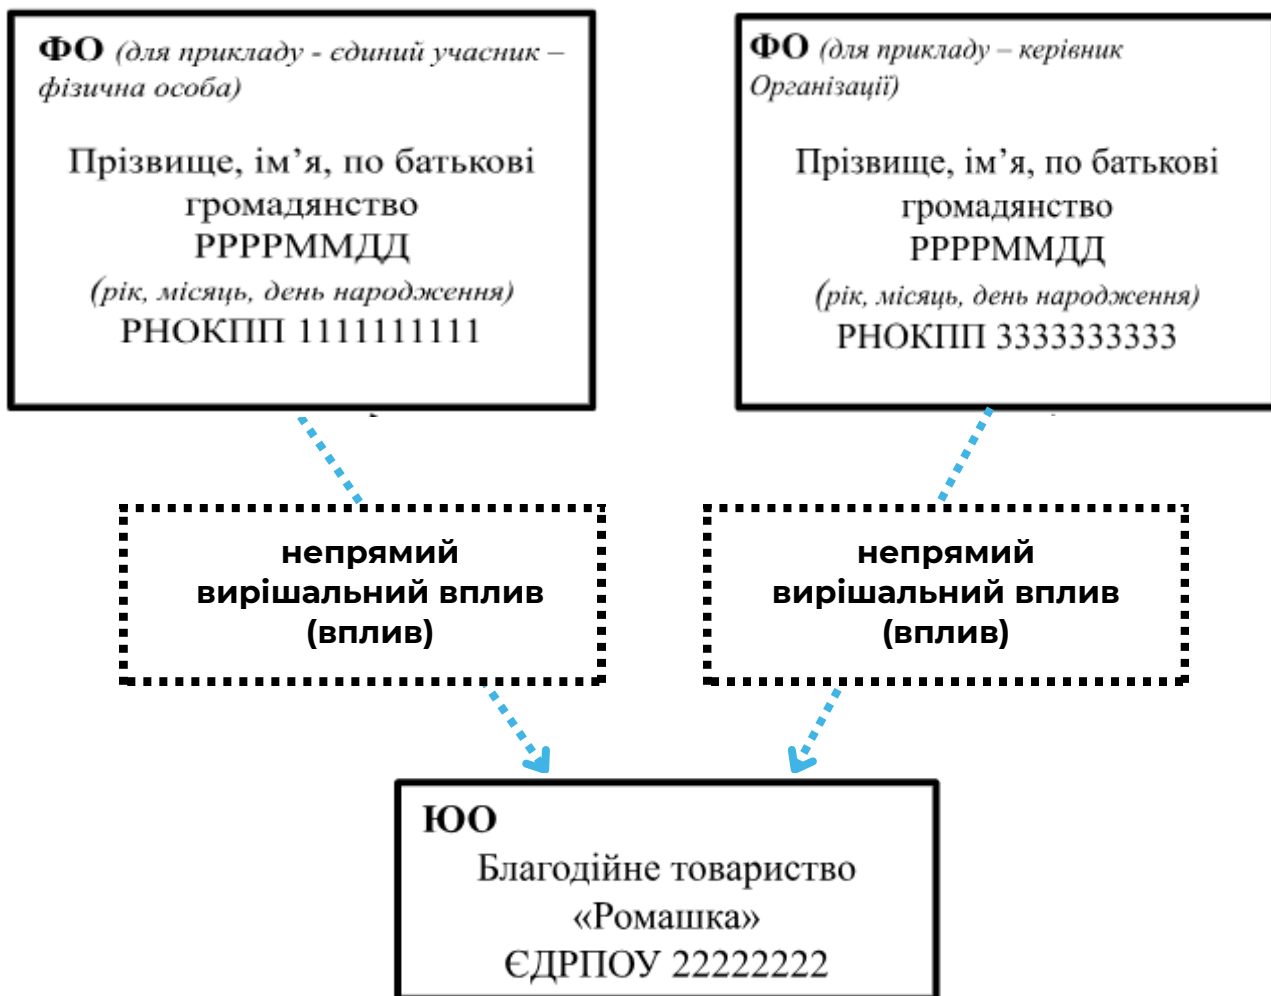 ФО (для прикладу - єдиний учасник –
фізична особа)
Прізвище, ім’я, по батькові
громадянство
РРРРММДД
(рік, місяць, день народження)
РНОКПП 1111111111
ФО (для прикладу – керівник
Організації)
Прізвище, ім’я, по батькові
громадянство
РРРРММДД
(рік, місяць, день народження)
РНОКПП 3333333333
непрямий
вирішальний вплив
(вплив)
непрямий
вирішальний вплив
(вплив)
ЮО
Благодійне товариство
«Ромашка»
ЄДРПОУ 22222222